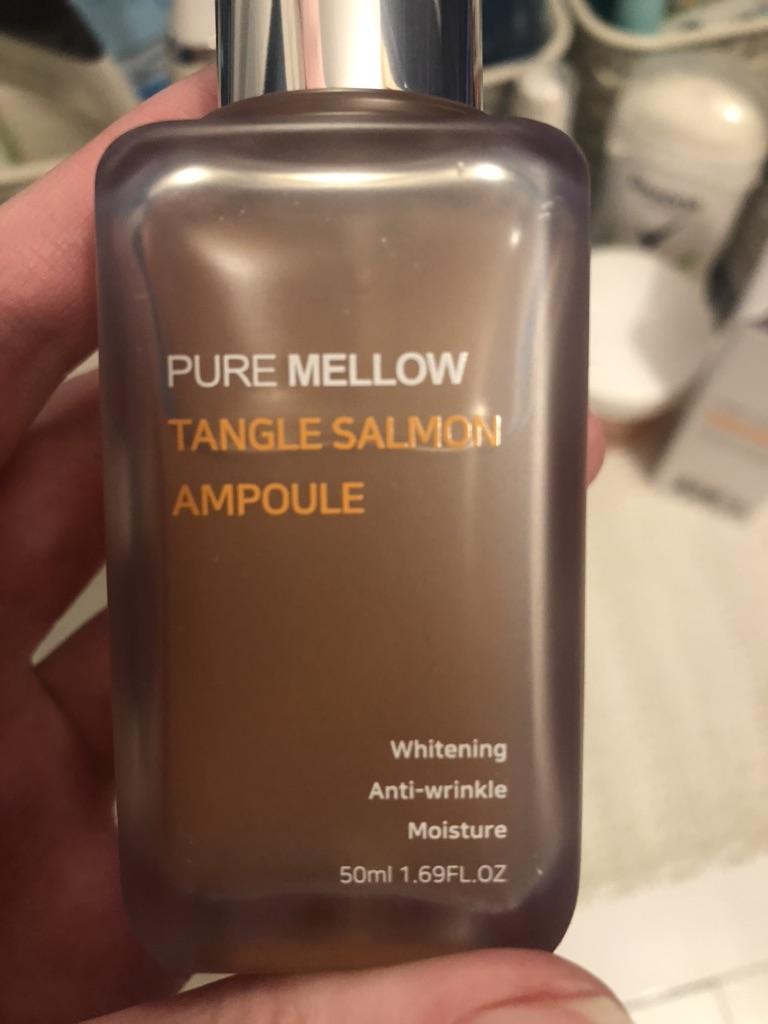 PURE MELLOW
TANGLE SALMON
AMPOULE
Whitening
Anti-wrinkle
Moisture
50ml 1.69FL.OZ